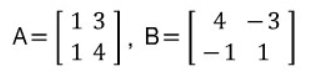 A= [ 1 3 ; 1 4 ] , B= [ 4 −3 ; −1 1 ]